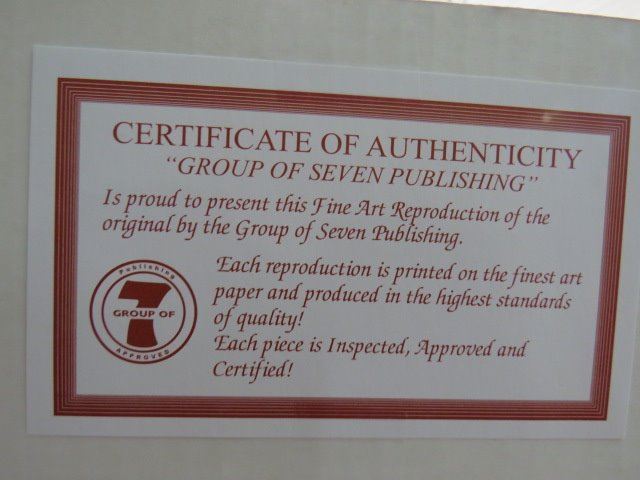 CERTIFICATE OF AUTHENTICITY
"GROUP OF SEVEN PUBLISHING"
Is proud to present this Fine Art Reproduction of the
original by the Group of Seven Publishing.
Each reproduction is printed on the finest art
paper and produced in the highest standards
of quality!
Each piece is Inspected, Approved and
Certified!
Publishing
7
GROUP OF
APPROVED